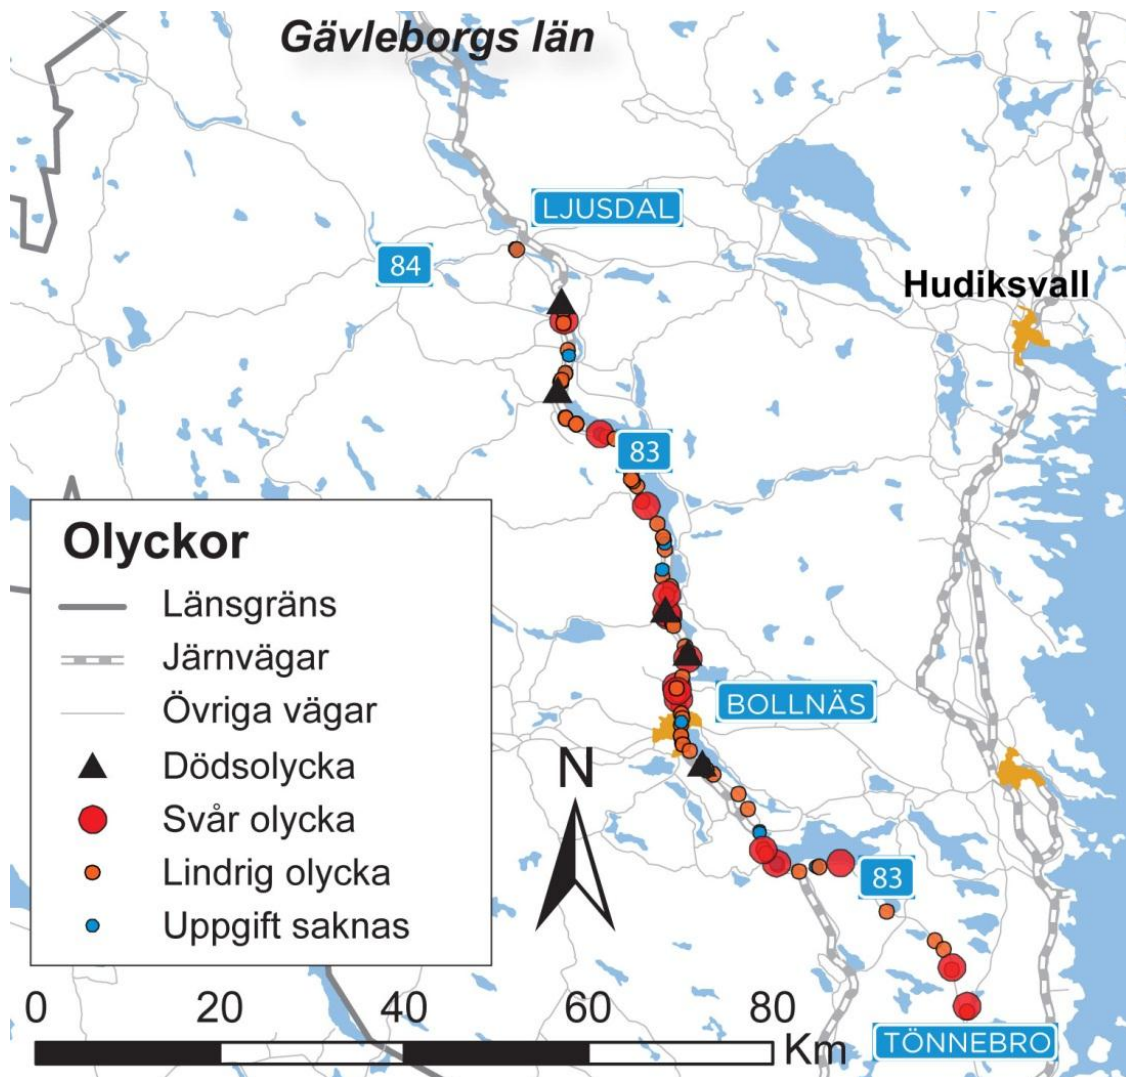 Gävleborgs län
LJUSDAL
84
Hudiksvall
83
Olyckor
Länsgräns
Järnvägar
Övriga vägar
Dödsolycka
Svår olycka
Lindrig olycka
Uppgift saknas
BOLLNÄS
N
83
0 20 40 60 80
Km
TÖNNEBRO